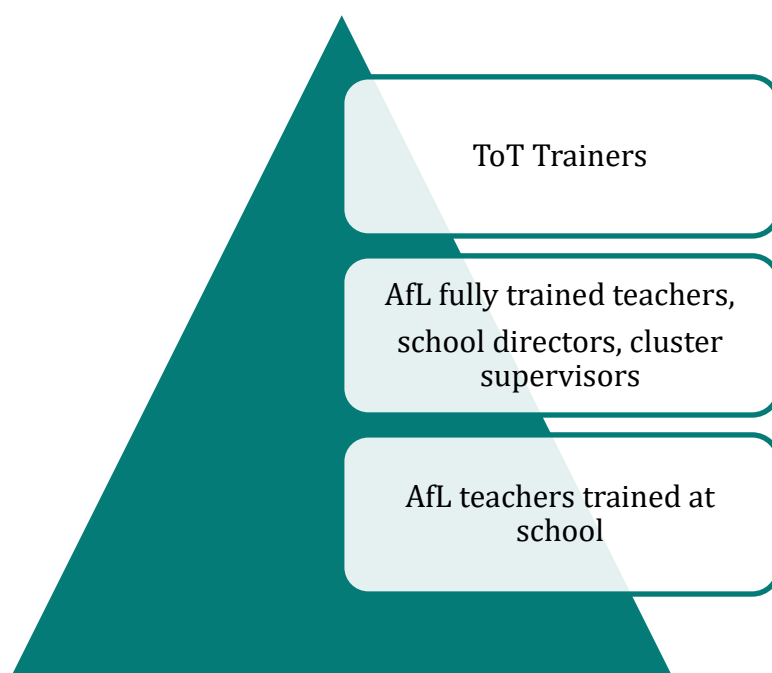 ToT Trainers
AfL fully trained teachers,
school directors, cluster
supervisors
AfL teachers trained at
school